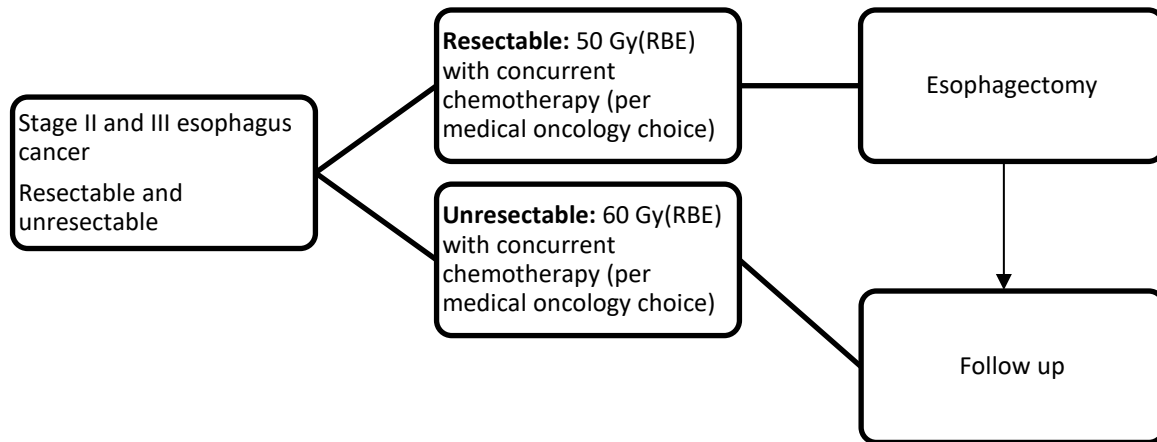 Stage II and III esophagus
cancer
Resectable and
unresectable
Resectable: 50 Gy(RBE)
with concurrent
chemotherapy (per
medical oncology choice)
Unresectable: 60 Gy(RBE)
with concurrent
chemotherapy (per
medical oncology choice)
Esophagectomy
Follow up